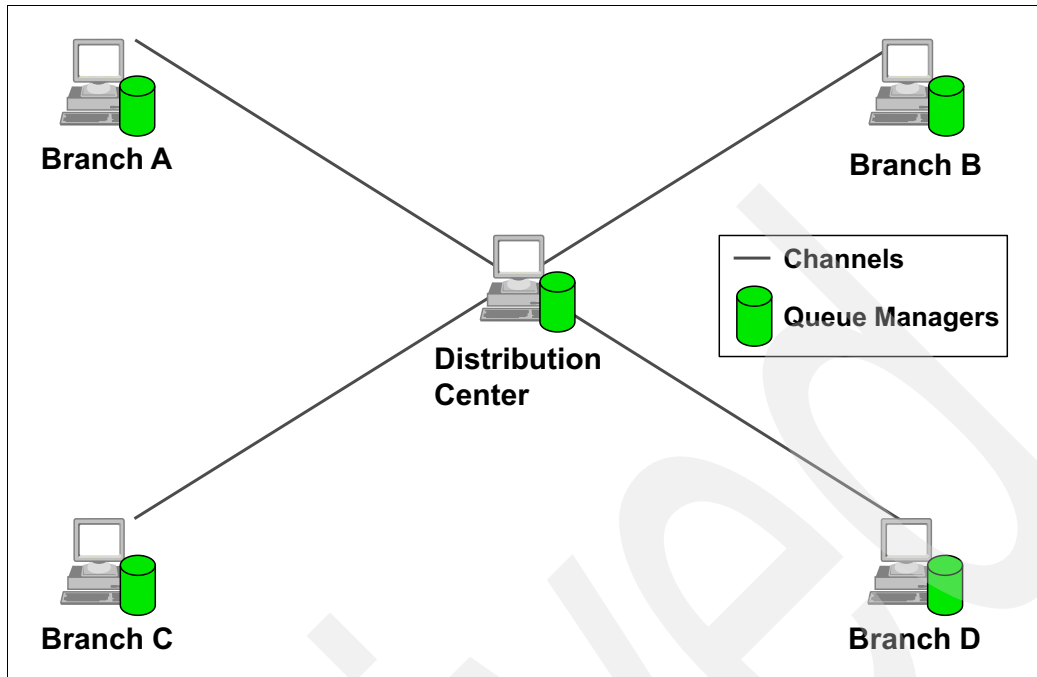 Branch A
Branch B
Channels
Queue Managers
Distribution
Center
Branch C
Branch D